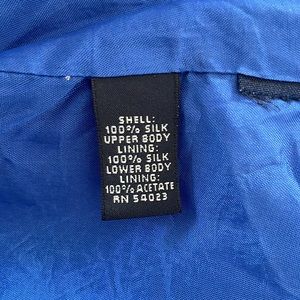 SHELL:
100% SILK
UPPER BODY
LINING:
100% SILK
LOWER BODY
LINING:
100% ACETATE
RN 54023